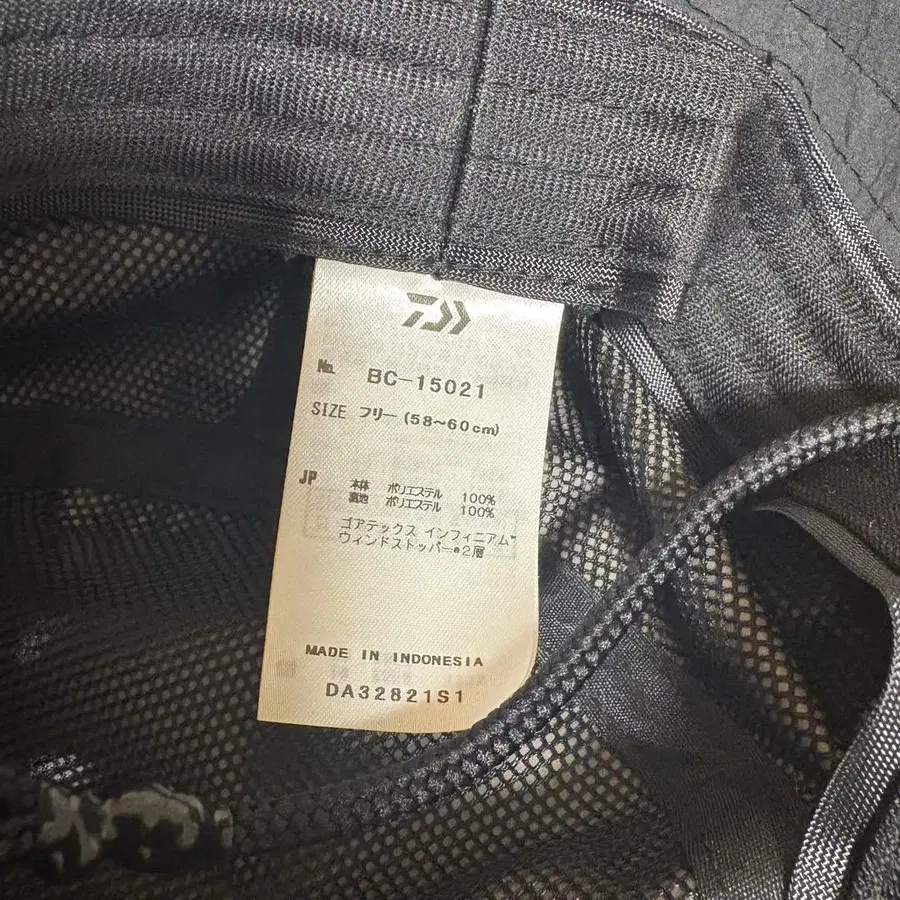 No. BC-15021
SIZE フリー (58~60cm)
JP
本体 ポリエステル 100%
裏地 ポリエステル 100%
ゴアテックス インフィニアム™
ウィンドストッパー®2層
MADE IN INDONESIA
DA32821S1